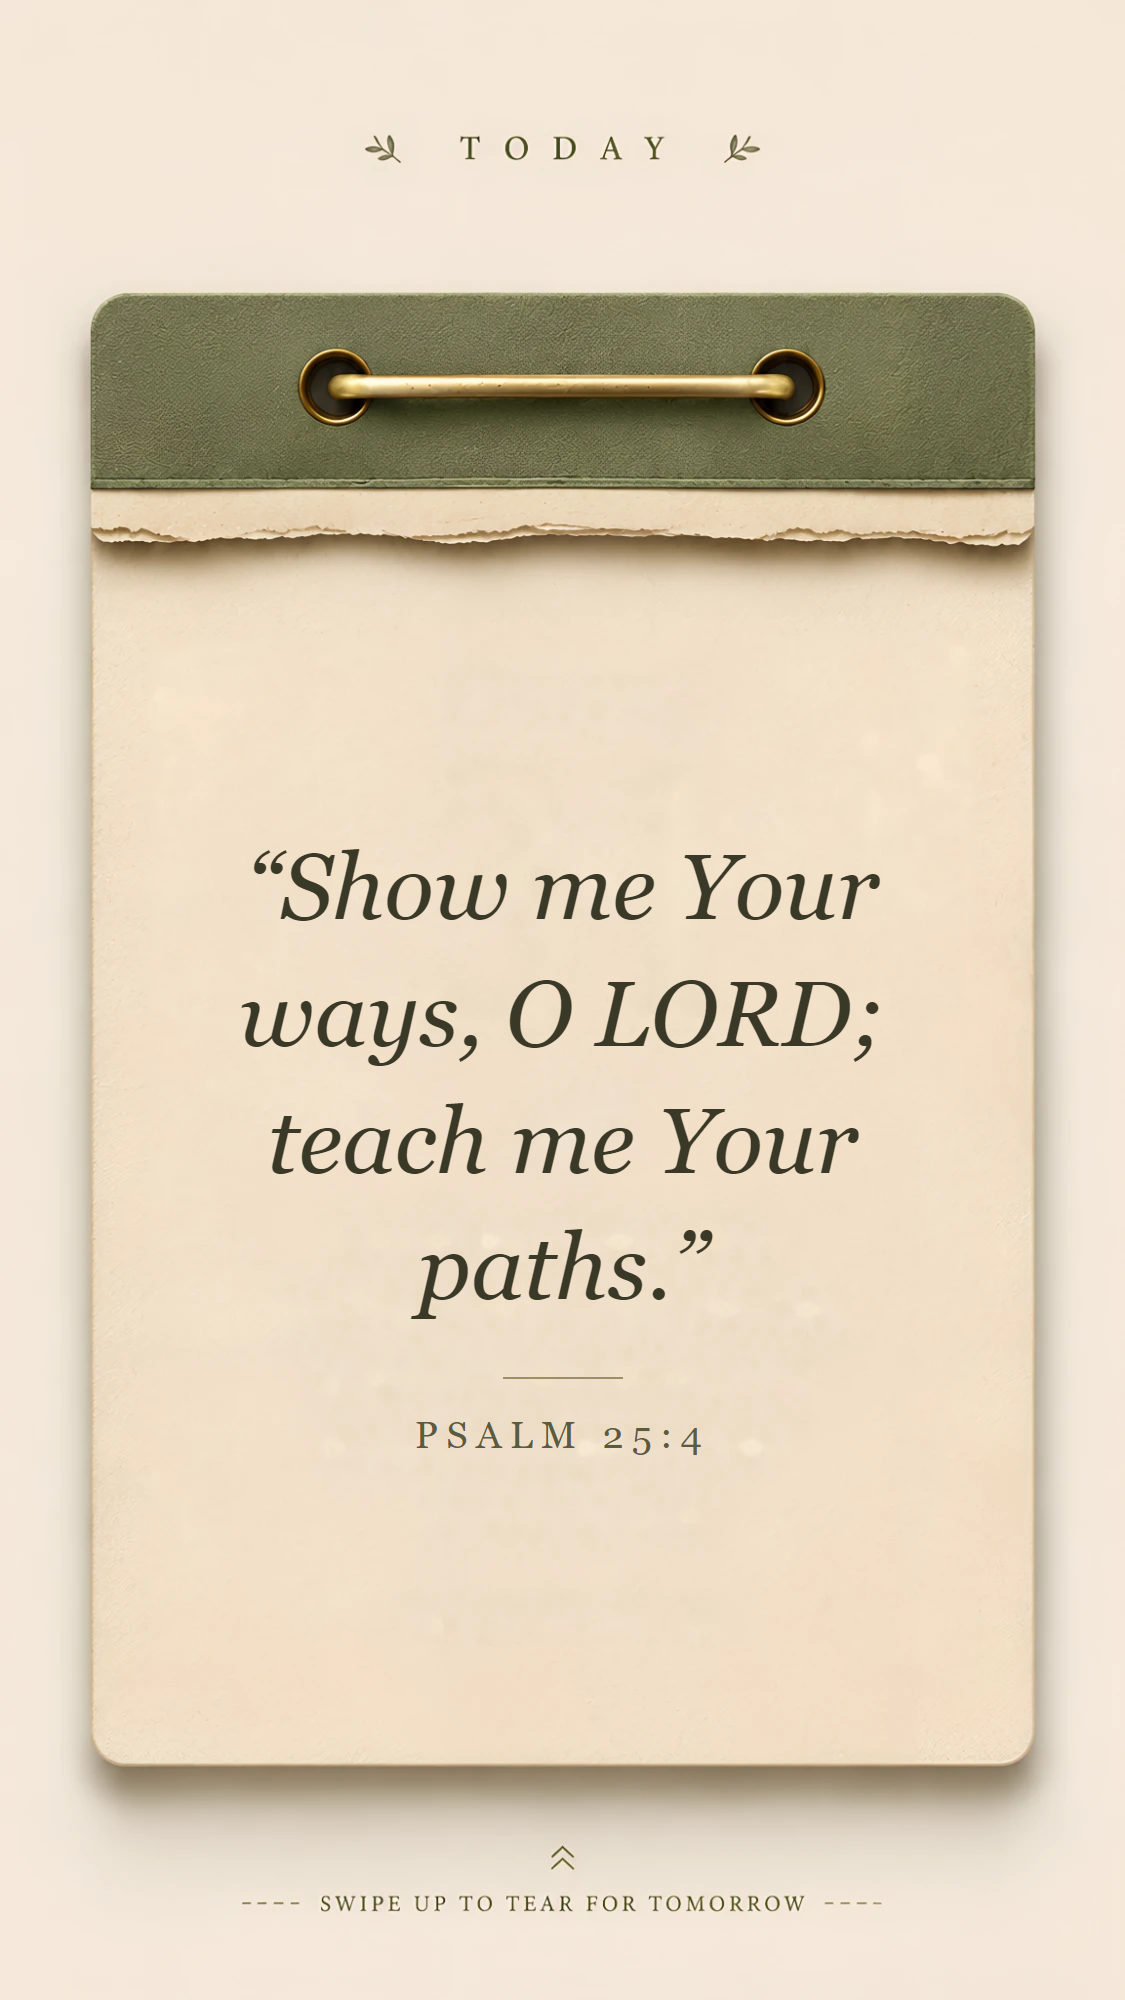 TODAY
“Show me Your
ways, O LORD;
teach me Your
paths.”
PSALM 25:4
SWIPE UP TO TEAR FOR TOMORROW